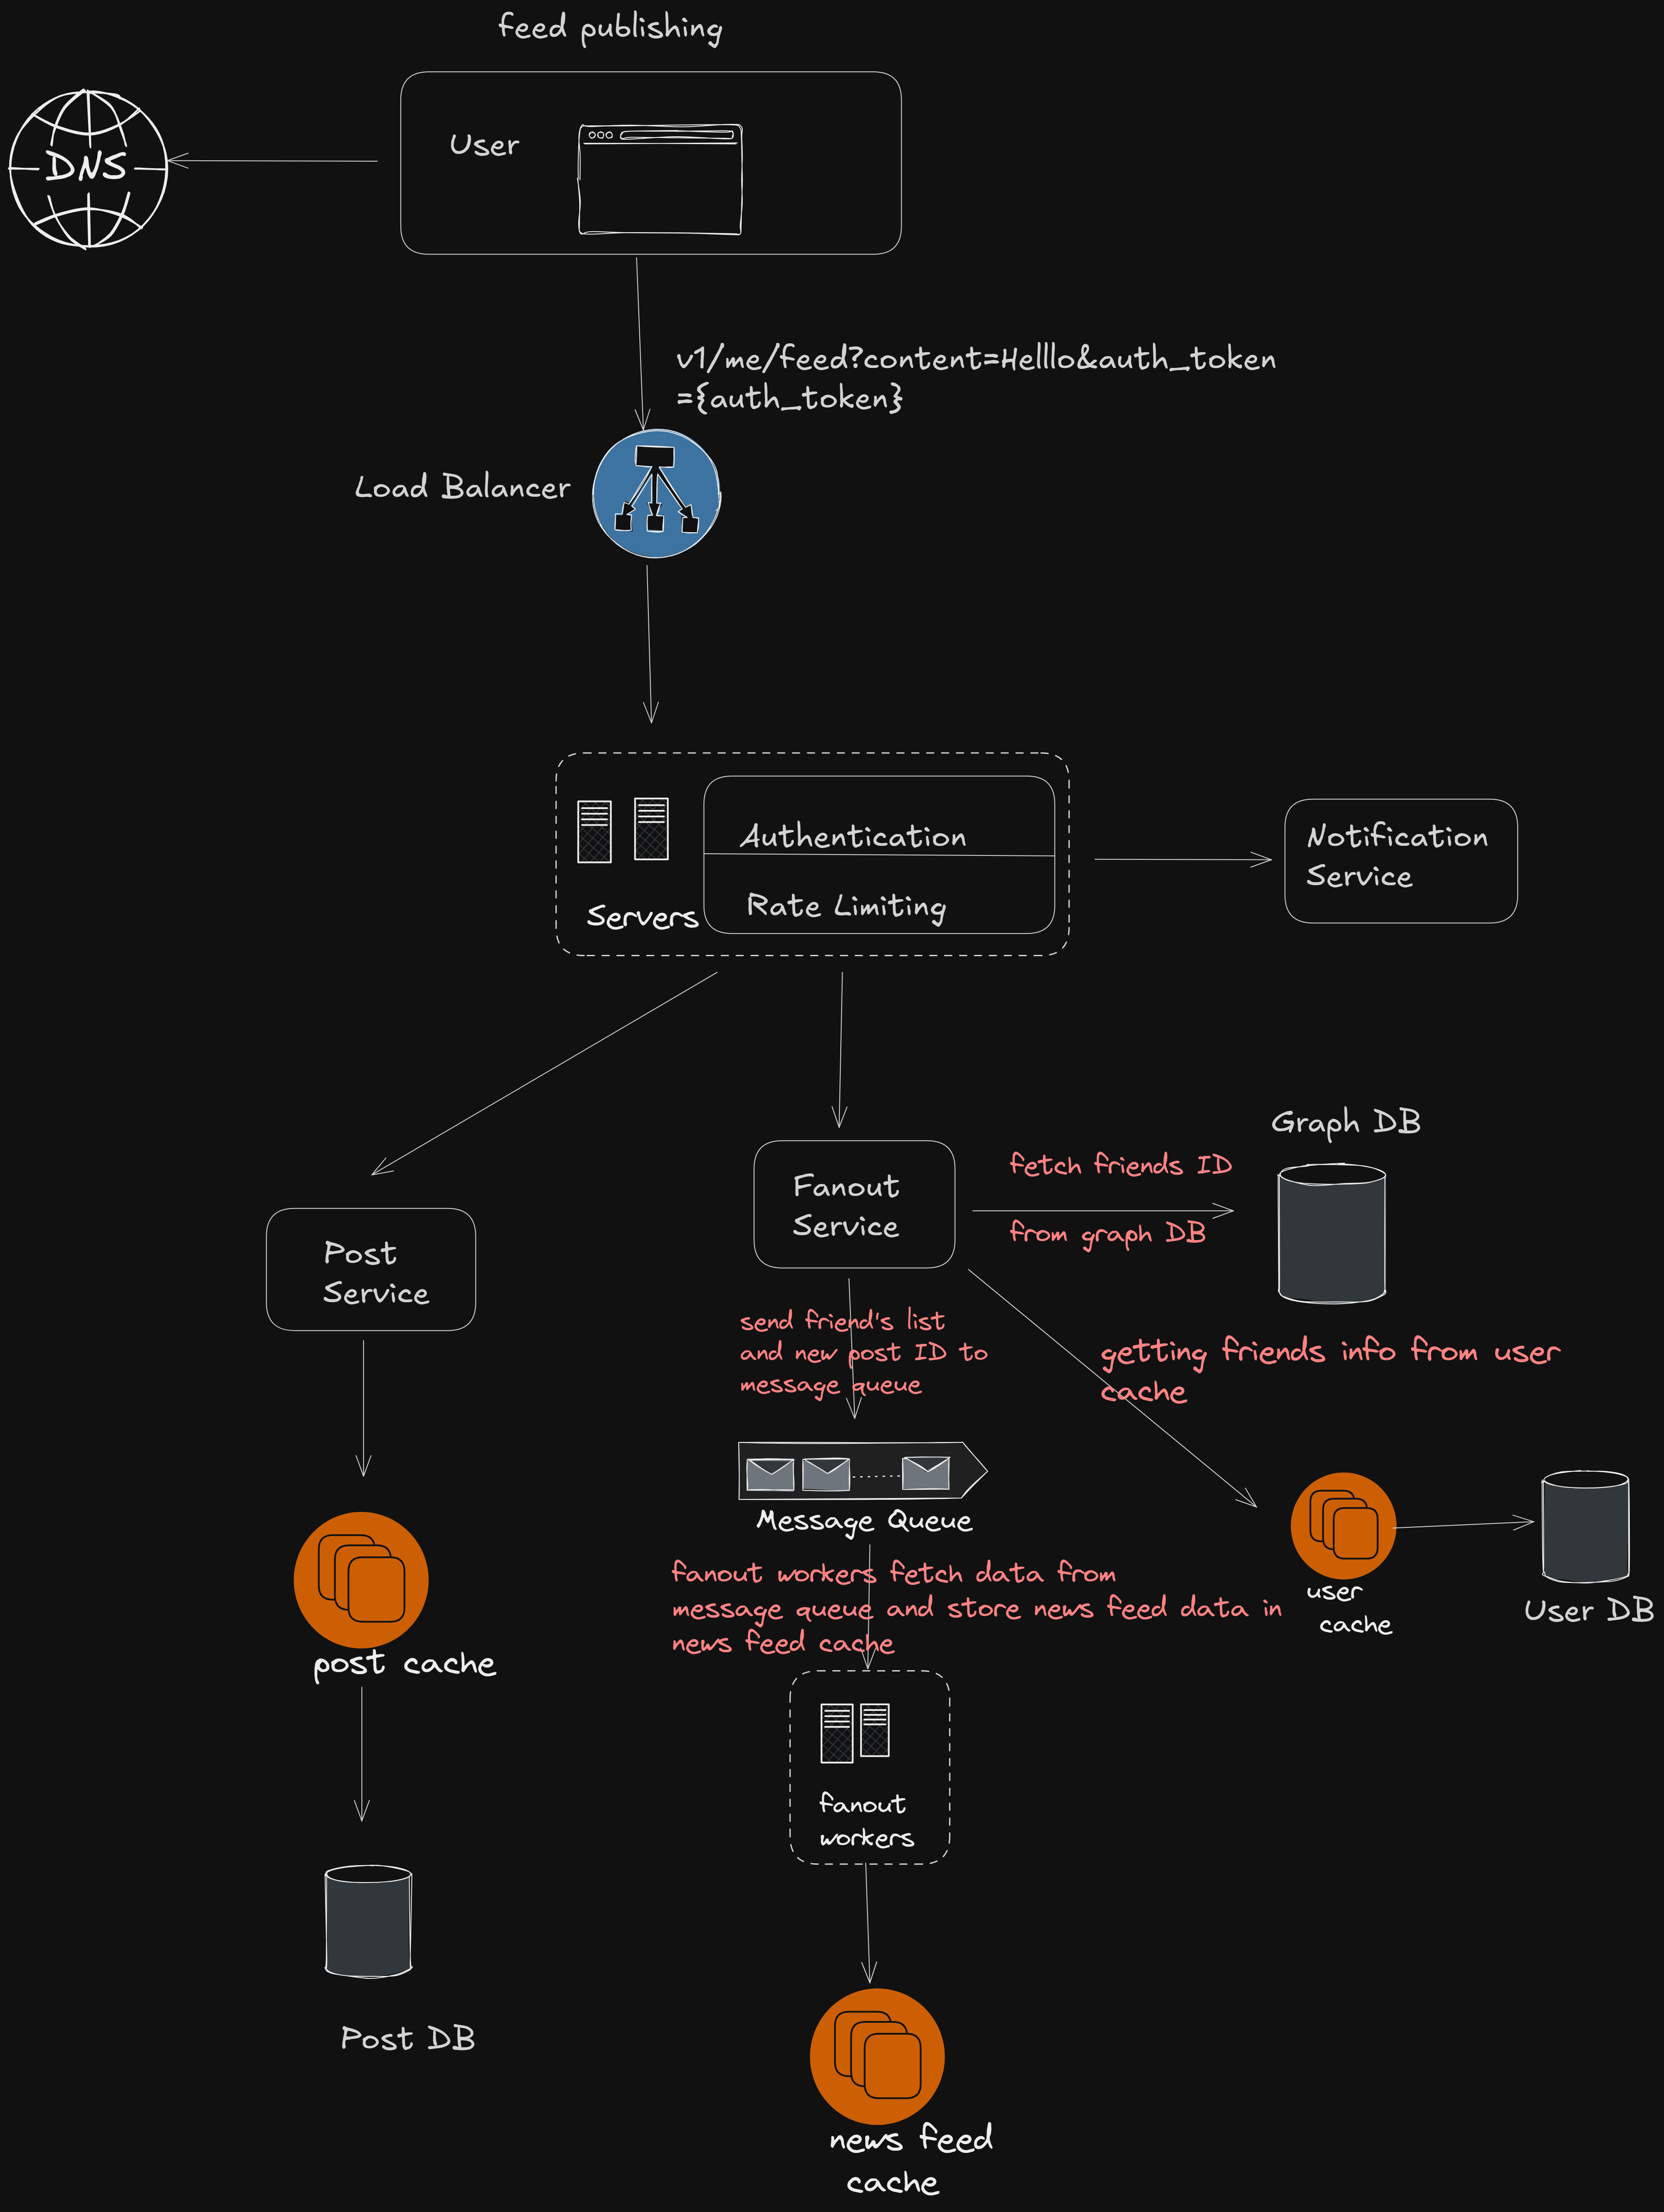 feed publishing
DNS
User
v1/me/feed?content=Helllo&auth_token
={auth_token}
Load Balancer
Authentication
Rate Limiting
Servers
Notification
Service
Graph DB
fetch friends ID
from graph DB
Fanout
Service
Post
Service
send friend's list
and new post ID to
message queue
getting friends info from user
cache
Message Queue
fanout workers fetch data from
message queue and store news feed data in
news feed cache
user
cache
User DB
post cache
fanout
workers
Post DB
news feed
cache